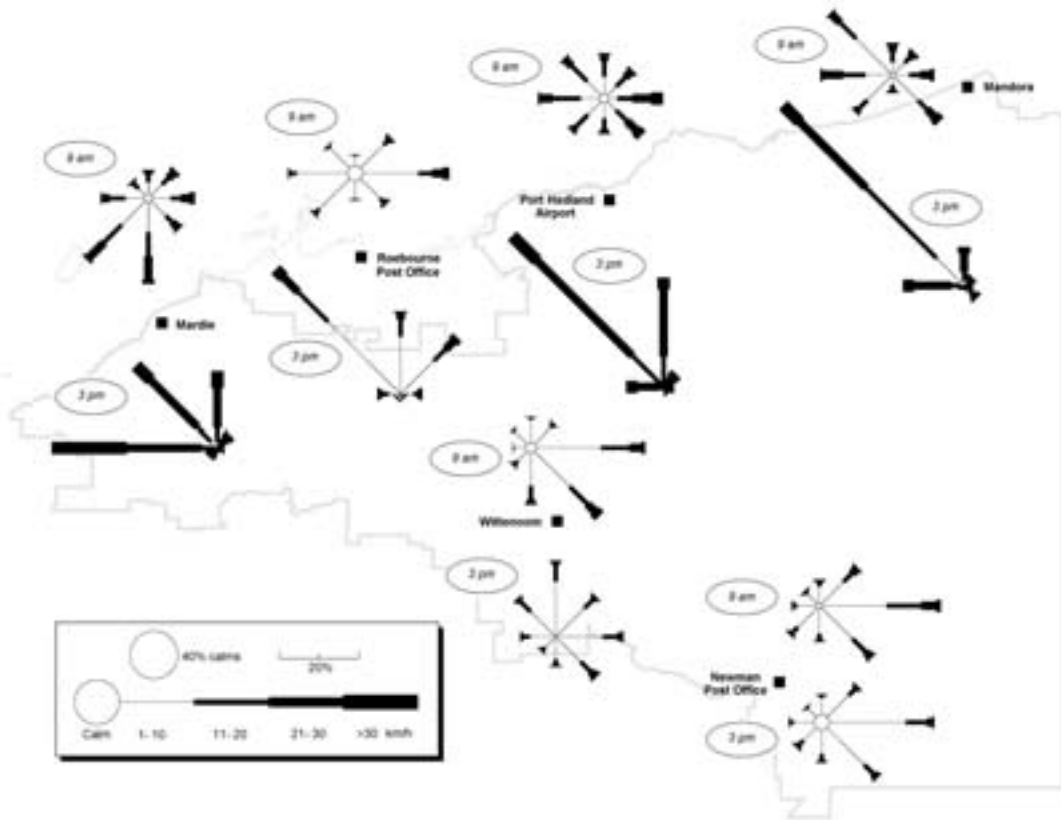 9 am
Mandora
9 am
9 am
9 am
Port Hedland
Airport
3 pm
Roebourne
Post Office
3 pm
Mardie
3 pm
3 pm
9 am
Wittenoom
3 pm
9 am
Newman
Post Office
3 pm
40% calms
20%
Calm 1-10 11-20 21-30 >30 km/h